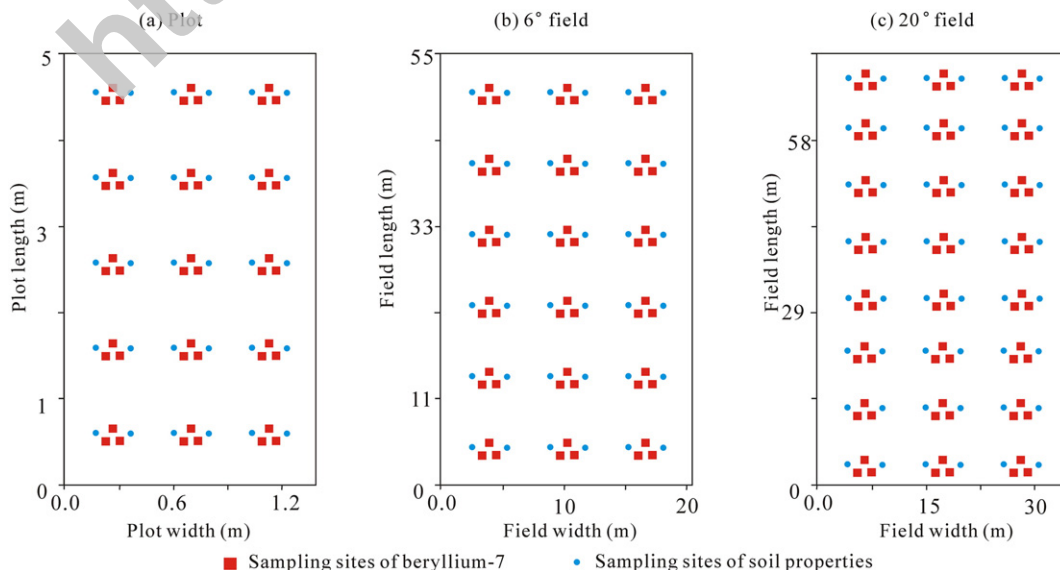 (a) Plot
(b) 6° field
(c) 20° field
5
3
1
0
Plot length (m)
0.0 0.6 1.2
Plot width (m)
55
33
11
0
Field length (m)
0.0 10 20
Field width (m)
58
29
0
Field length (m)
0.0 15 30
Field width (m)
Sampling sites of beryllium-7
Sampling sites of soil properties